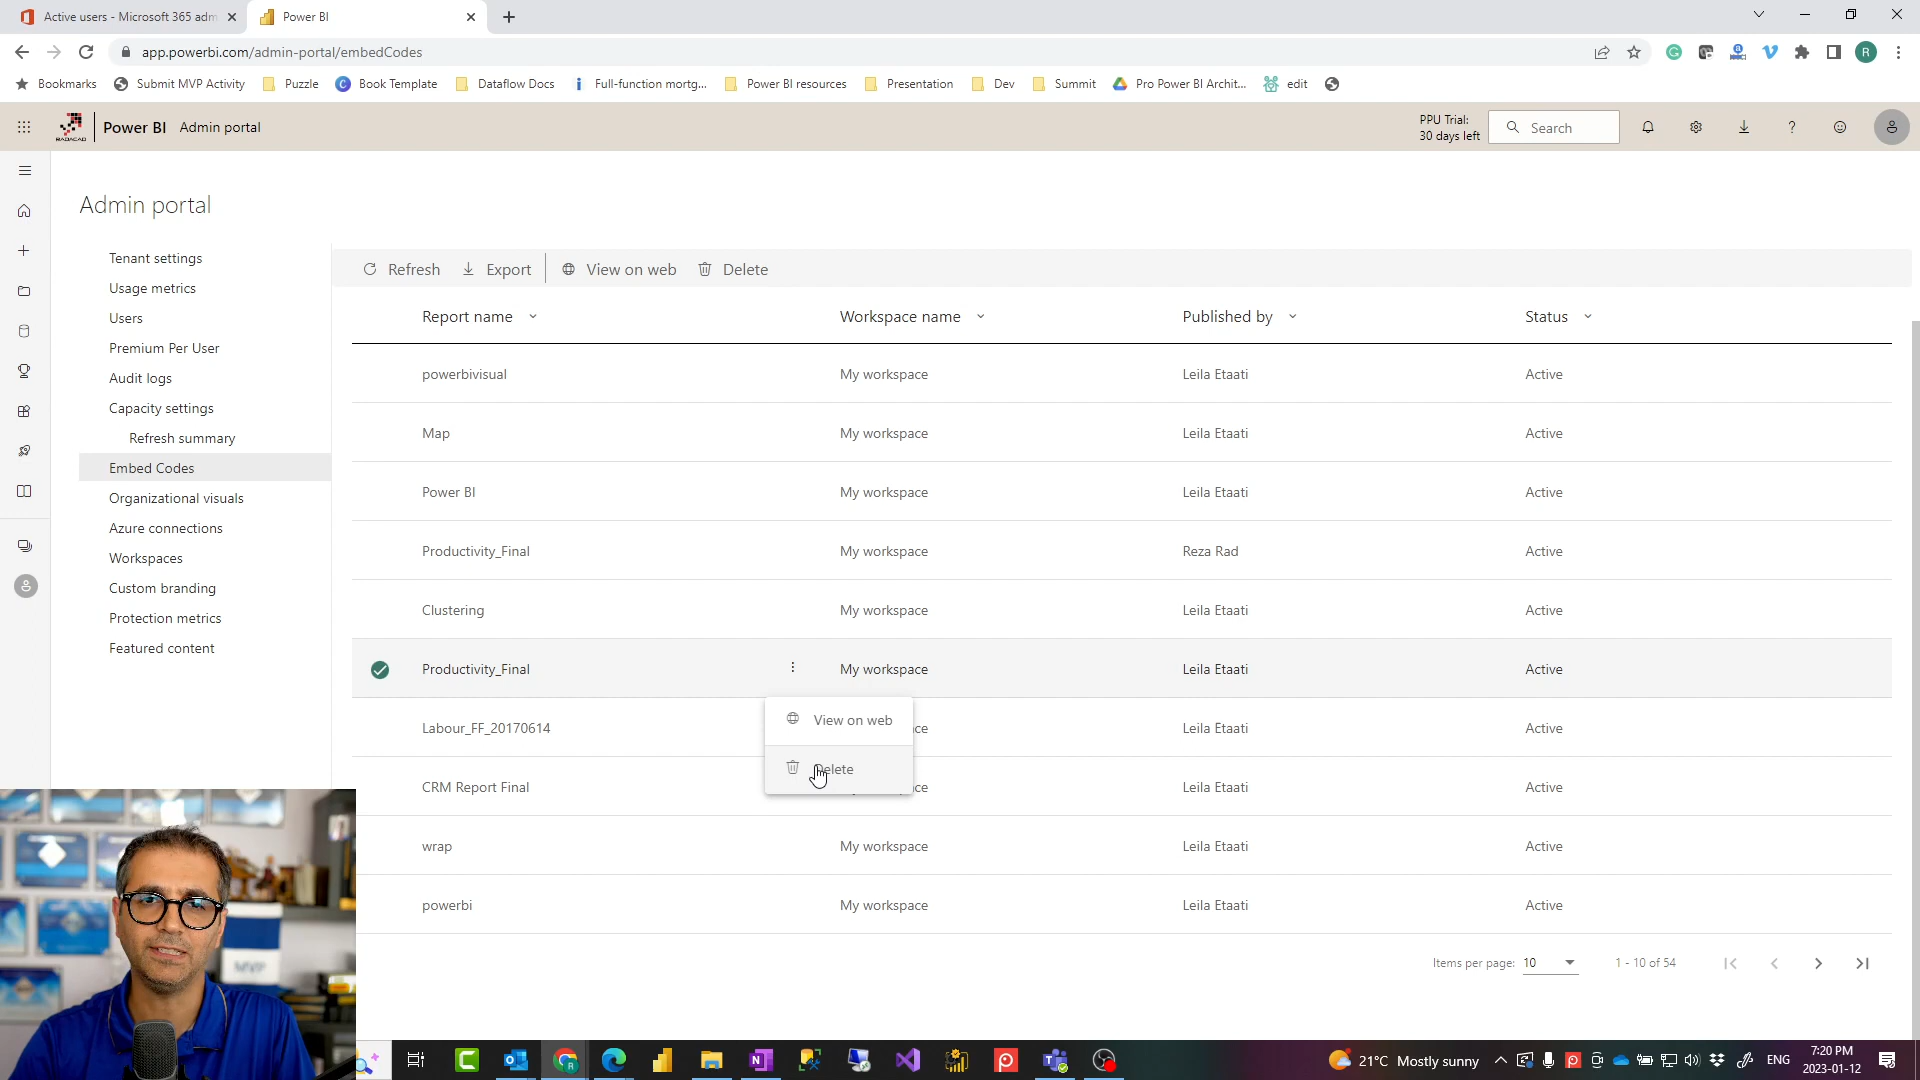 Active users - Microsoft 365 adm
Power BI
app.powerbi.com/admin-portal/embedCodes
Bookmarks
Submit MVP Activity
Puzzle
Book Template
Dataflow Docs
Full-function mortg...
Power BI resources
Presentation
Dev
Summit
Pro Power BI Archit...
edit
RADACAD
Power BI Admin portal
PPU Trial:
30 days left
Search
Admin portal
Tenant settings
Usage metrics
Users
Premium Per User
Audit logs
Capacity settings
Refresh summary
Embed Codes
Organizational visuals
Azure connections
Workspaces
Custom branding
Protection metrics
Featured content
Refresh Export View on web Delete
Report name Workspace name Published by Status
powerbivisual My workspace Leila Etaati Active
Map My workspace Leila Etaati Active
Power BI My workspace Leila Etaati Active
Productivity_Final My workspace Reza Rad Active
Clustering My workspace Leila Etaati Active
Productivity_Final My workspace Leila Etaati Active
View on web
Labour_FF_20170614 ce Leila Etaati Active
Delete
CRM Report Final ce Leila Etaati Active
wrap My workspace Leila Etaati Active
powerbi My workspace Leila Etaati Active
Items per page: 10 1 - 10 of 54
MVP
21°C Mostly sunny
ENG
7:20 PM
2023-01-12